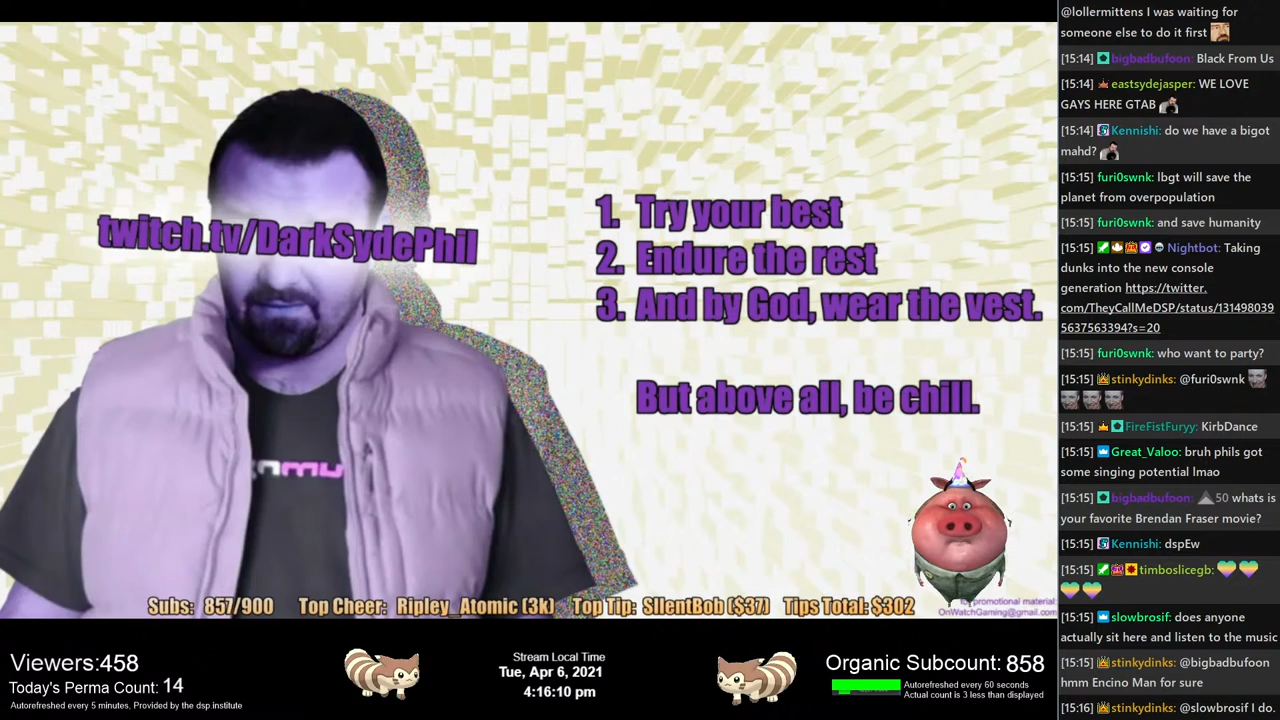 twitch.tv/DarkSydePhil
1. Try your best
2. Endure the rest
3. And by God, wear the vest.
But above all, be chill.
promotional material
OnWatchGaming@gmail.com
Subs: 857/900 Top Cheer: Ripley_Atomic (3k) Top Tip: SIlentBob ($37) Tips Total: $302
Viewers:458
Today's Perma Count: 14
Autorefreshed every 5 minutes, Provided by the dsp.institute
Stream Local Time
Tue, Apr 6, 2021
4:16:10 pm
Organic Subcount: 858
Autorefreshed every 60 seconds
Actual count is 3 less than displayed
@lollermittens I was waiting for
someone else to do it first
[15:14] bigbadbufoon: Black From Us
[15:14] eastsydejasper: WE LOVE
GAYS HERE GTAB
[15:14] Kennishi: do we have a bigot
mahd?
[15:15] furi0swnk: lbgt will save the
planet from overpopulation
[15:15] furi0swnk: and save humanity
[15:15] Nightbot: Taking
dunks into the new console
generation https://twitter.
com/TheyCallMeDSP/status/131498039
5637563394?s=20
[15:15] furi0swnk: who want to party?
[15:15] stinkydinks: @furi0swnk
[15:15] FireFistFuryy: KirbDance
[15:15] Great_Valoo: bruh phils got
some singing potential lmao
[15:15] bigbadbufoon: 50 whats is
your favorite Brendan Fraser movie?
[15:15] Kennishi: dspEw
[15:15] timboslicegb:
[15:15] slowbrosif: does anyone
actually sit here and listen to the music
[15:15] stinkydinks: @bigbadbufoon
hmm Encino Man for sure
[15:16] stinkydinks: @slowbrosif I do.